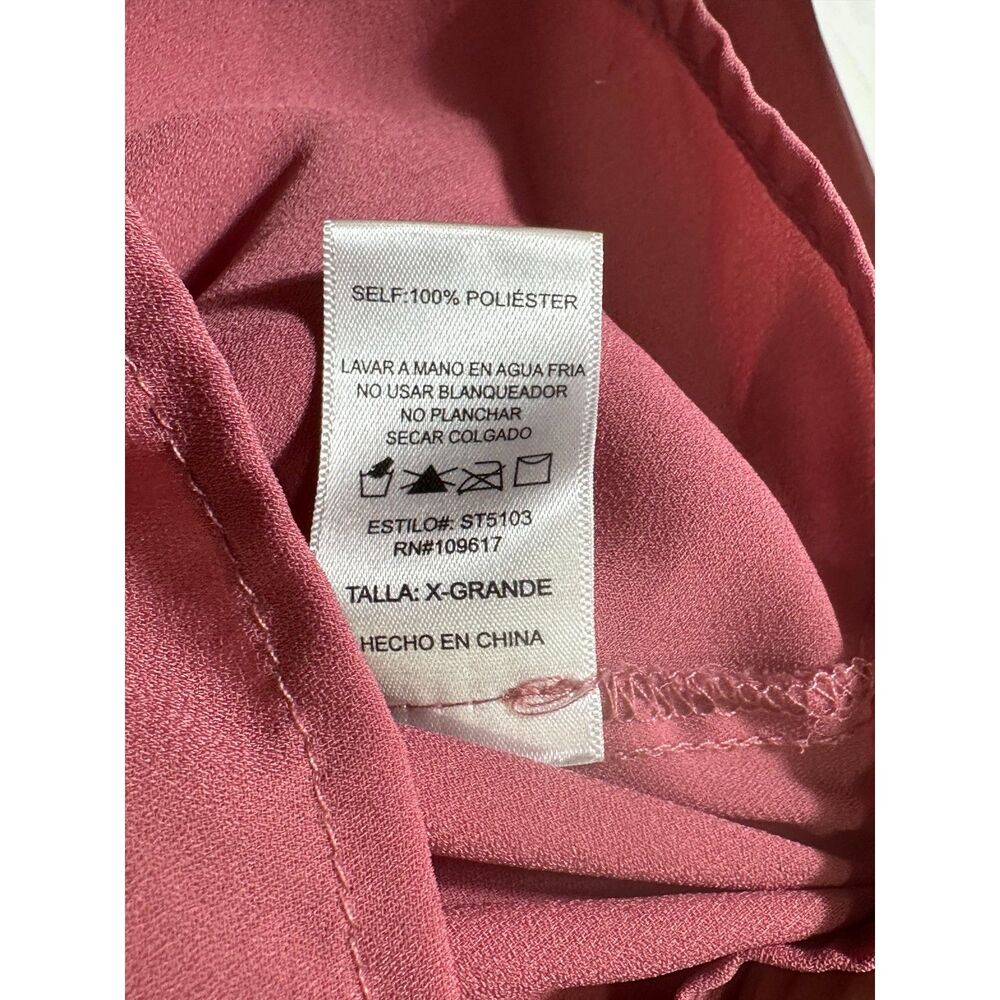 SELF:100% POLIÉSTER
LAVAR A MANO EN AGUA FRIA
NO USAR BLANQUEADOR
NO PLANCHAR
SECAR COLGADO
ESTILO#: ST5103
RN#109617
TALLA: X-GRANDE
HECHO EN CHINA